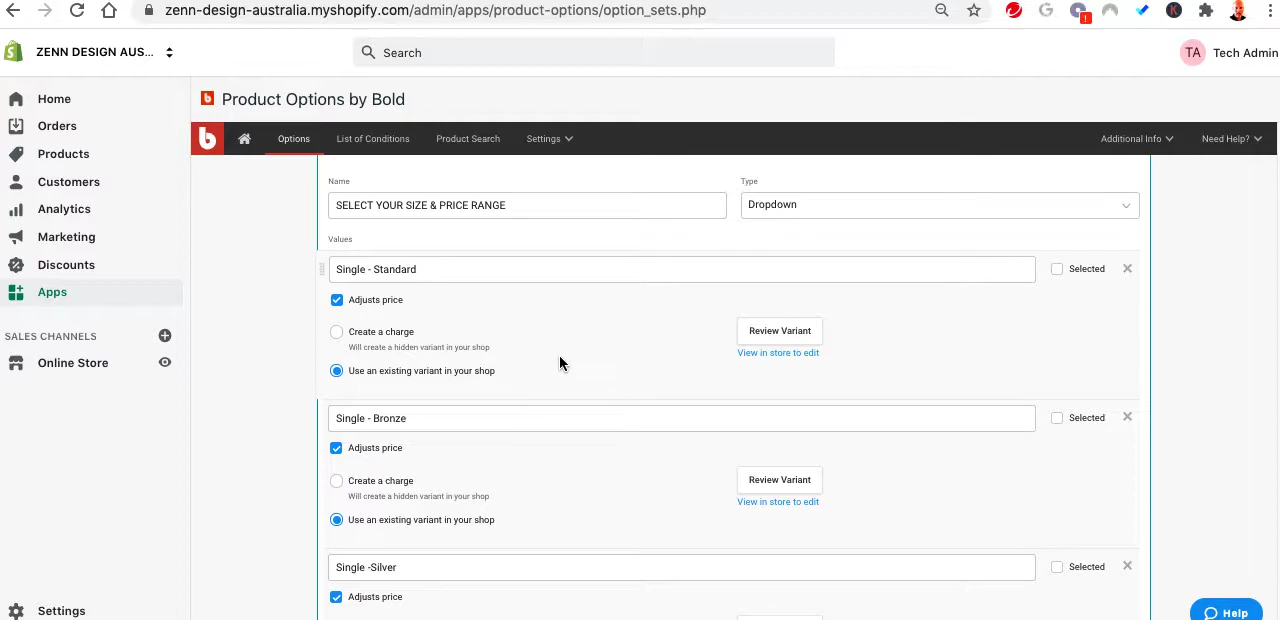 zenn-design-australia.myshopify.com/admin/apps/product-options/option_sets.php
ZENN DESIGN AUS...
Search
TA
Tech Admin
Home
Orders
Products
Customers
Analytics
Marketing
Discounts
Apps
SALES CHANNELS
Online Store
Settings
b Product Options by Bold
b
Options
List of Conditions
Product Search
Settings
Additional Info
Need Help?
Name
Type
SELECT YOUR SIZE & PRICE RANGE
Dropdown
Values
Single - Standard
Selected
Adjusts price
Create a charge
Will create a hidden variant in your shop
Review Variant
View in store to edit
Use an existing variant in your shop
Single - Bronze
Selected
Adjusts price
Create a charge
Will create a hidden variant in your shop
Review Variant
View in store to edit
Use an existing variant in your shop
Single -Silver
Selected
Adjusts price
Help